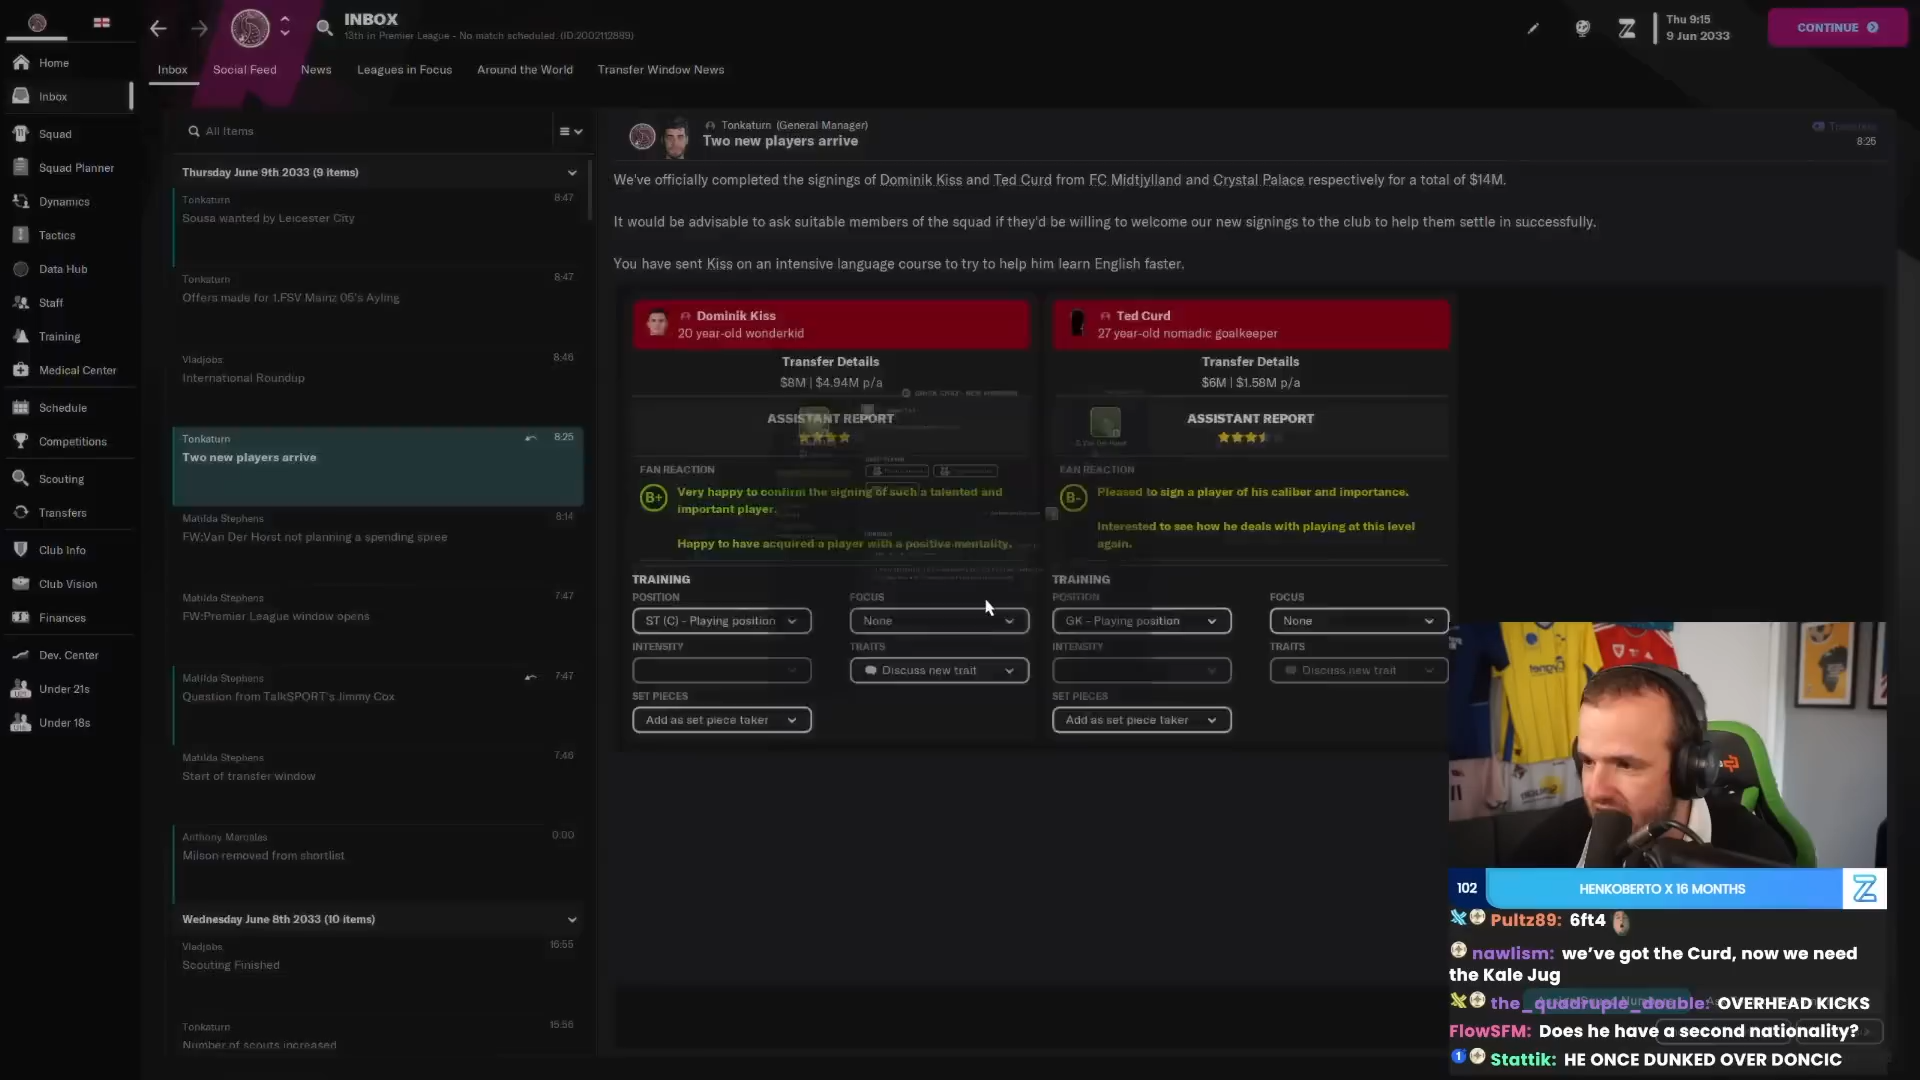 INBOX
13th in Premier League - No match scheduled. (ID:2002112889)
Thu 9:15
9 Jun 2033
CONTINUE
Inbox Social Feed News Leagues in Focus Around the World Transfer Window News
Home
Inbox
Squad
Squad Planner
Dynamics
Tactics
Data Hub
Staff
Training
Medical Center
Schedule
Competitions
Scouting
Transfers
Club Info
Club Vision
Finances
Dev. Center
Under 21s
Under 18s
All Items
Thursday June 9th 2033 (9 items)
Tonkaturn 8:47
Sousa wanted by Leicester City
Tonkaturn 8:47
Offers made for 1.FSV Mainz 05's Ayling
Vladjobs 8:46
International Roundup
Tonkaturn 8:25
Two new players arrive
Matilda Stephens 8:14
FW:Van Der Horst not planning a spending spree
Matilda Stephens 7:47
FW:Premier League window opens
Matilda Stephens 7:47
Question from TalkSPORT's Jimmy Cox
Matilda Stephens 7:46
Start of transfer window
Anthony Marcoles 0:00
Milson removed from shortlist
Wednesday June 8th 2033 (10 items)
Vladjobs 16:55
Scouting Finished
Tonkaturn 15:56
Number of scouts increased
Tonkaturn (General Manager)
Two new players arrive
8:25
We've officially completed the signings of Dominik Kiss and Ted Curd from FC Midtjylland and Crystal Palace respectively for a total of $14M.
It would be advisable to ask suitable members of the squad if they'd be willing to welcome our new signings to the club to help them settle in successfully.
You have sent Kiss on an intensive language course to try to help him learn English faster.
Dominik Kiss
20 year-old wonderkid
Transfer Details
$8M | $4.94M p/a
ASSISTANT REPORT
FAN REACTION
B+
Very happy to confirm the signing of such a talented and
important player.
Happy to have acquired a player with a positive mentality.
TRAINING
POSITION FOCUS
ST (C) - Playing position None
INTENSITY TRAITS
Discuss new trait
SET PIECES
Add as set piece taker
Ted Curd
27 year-old nomadic goalkeeper
Transfer Details
$6M | $1.58M p/a
ASSISTANT REPORT
FAN REACTION
B-
Pleased to sign a player of his caliber and importance.
Interested to see how he deals with playing at this level
again.
TRAINING
POSITION FOCUS
GK - Playing position None
INTENSITY TRAITS
Discuss new trait
SET PIECES
Add as set piece taker
102 HENKOBERTO X 16 MONTHS
Pultz89: 6ft4
nawlism: we've got the Curd, now we need
the Kale Jug
the_quadruple_double: OVERHEAD KICKS
FlowSFM: Does he have a second nationality?
Stattik: HE ONCE DUNKED OVER DONCIC